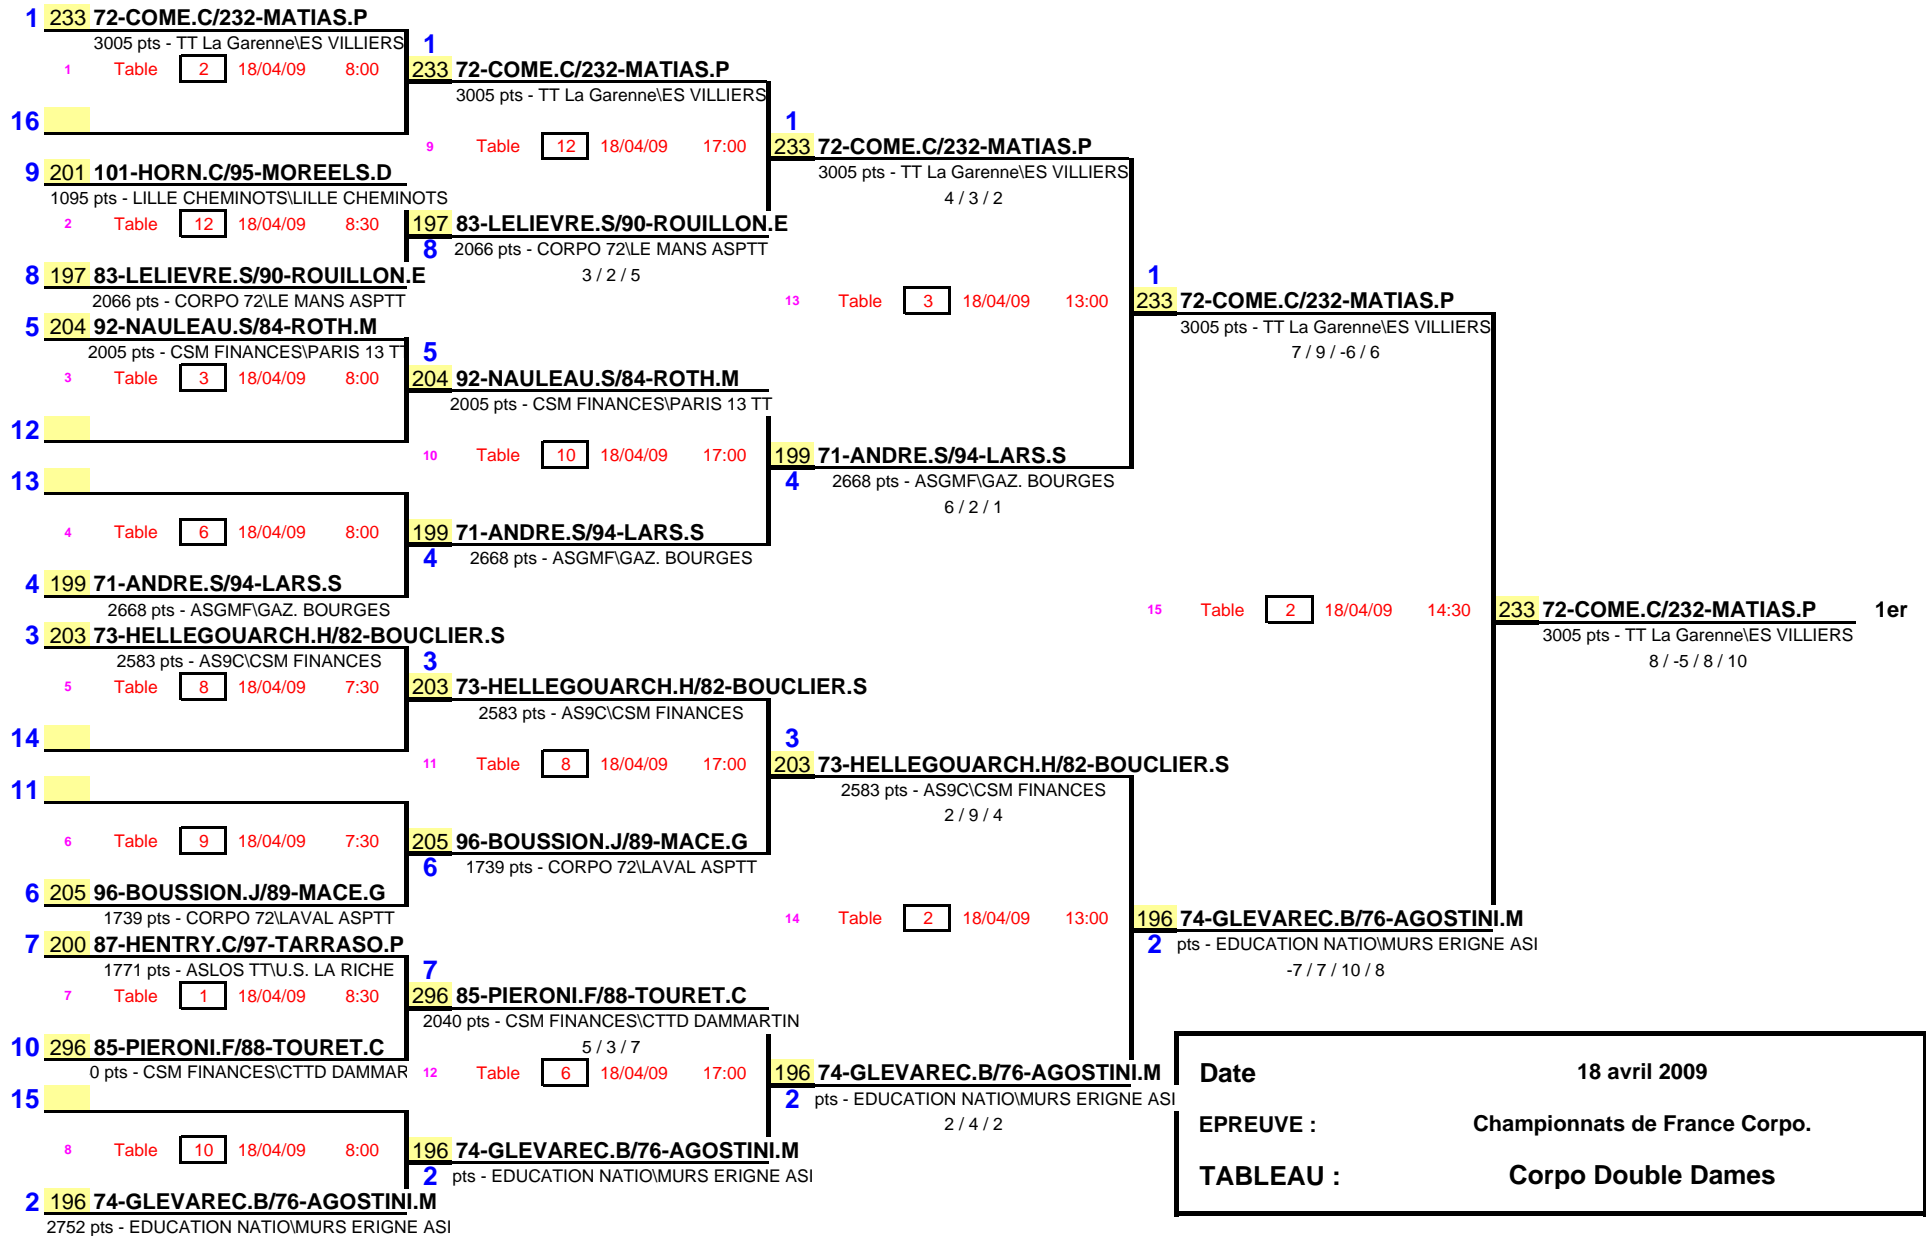 1 233 72-COME.C/232-MATIAS.P
3005 pts - TT La Garenne\ES VILLIERS
1 Table 2 18/04/09 8:00
16
9 201 101-HORN.C/95-MOREELS.D
1095 pts - LILLE CHEMINOTS\LILLE CHEMINOTS
2 Table 12 18/04/09 8:30
8 197 83-LELIEVRE.S/90-ROUILLON.E
2066 pts - CORPO 72\LE MANS ASPTT
5 204 92-NAULEAU.S/84-ROTH.M
2005 pts - CSM FINANCES\PARIS 13 TT
3 Table 3 18/04/09 8:00
12
13
4 Table 6 18/04/09 8:00
4 199 71-ANDRE.S/94-LARS.S
2668 pts - ASGMF\GAZ. BOURGES
3 203 73-HELLEGOUARCH.H/82-BOUCLIER.S
2583 pts - AS9C\CSM FINANCES
5 Table 8 18/04/09 7:30
14
11
6 Table 9 18/04/09 7:30
6 205 96-BOUSSION.J/89-MACE.G
1739 pts - CORPO 72\LAVAL ASPTT
7 200 87-HENTRY.C/97-TARRASO.P
1771 pts - ASLOS TT\U.S. LA RICHE
7 Table 1 18/04/09 8:30
10 296 85-PIERONI.F/88-TOURET.C
0 pts - CSM FINANCES\CTTD DAMMAR
15
8 Table 10 18/04/09 8:00
2 196 74-GLEVAREC.B/76-AGOSTINI.M
2752 pts - EDUCATION NATIO\MURS ERIGNE ASI
1
233 72-COME.C/232-MATIAS.P
3005 pts - TT La Garenne\ES VILLIERS
9 Table 12 18/04/09 17:00
197 83-LELIEVRE.S/90-ROUILLON.E
8 2066 pts - CORPO 72\LE MANS ASPTT
3 / 2 / 5
5
204 92-NAULEAU.S/84-ROTH.M
2005 pts - CSM FINANCES\PARIS 13 TT
10 Table 10 18/04/09 17:00
199 71-ANDRE.S/94-LARS.S
4 2668 pts - ASGMF\GAZ. BOURGES
3
203 73-HELLEGOUARCH.H/82-BOUCLIER.S
2583 pts - AS9C\CSM FINANCES
11 Table 8 18/04/09 17:00
205 96-BOUSSION.J/89-MACE.G
6 1739 pts - CORPO 72\LAVAL ASPTT
7
296 85-PIERONI.F/88-TOURET.C
2040 pts - CSM FINANCES\CTTD DAMMARTIN
5 / 3 / 7
12 Table 6 18/04/09 17:00
196 74-GLEVAREC.B/76-AGOSTINI.M
2 pts - EDUCATION NATIO\MURS ERIGNE ASI
1
233 72-COME.C/232-MATIAS.P
3005 pts - TT La Garenne\ES VILLIERS
4 / 3 / 2
13 Table 3 18/04/09 13:00
199 71-ANDRE.S/94-LARS.S
4 2668 pts - ASGMF\GAZ. BOURGES
6 / 2 / 1
3
203 73-HELLEGOUARCH.H/82-BOUCLIER.S
2583 pts - AS9C\CSM FINANCES
2 / 9 / 4
14 Table 2 18/04/09 13:00
196 74-GLEVAREC.B/76-AGOSTINI.M
2 pts - EDUCATION NATIO\MURS ERIGNE ASI
2 / 4 / 2
1
233 72-COME.C/232-MATIAS.P
3005 pts - TT La Garenne\ES VILLIERS
7 / 9 / -6 / 6
15 Table 2 18/04/09 14:30
196 74-GLEVAREC.B/76-AGOSTINI.M
2 pts - EDUCATION NATIO\MURS ERIGNE ASI
-7 / 7 / 10 / 8
233 72-COME.C/232-MATIAS.P 1er
3005 pts - TT La Garenne\ES VILLIERS
8 / -5 / 8 / 10
Date 18 avril 2009
EPREUVE : Championnats de France Corpo.
TABLEAU : Corpo Double Dames